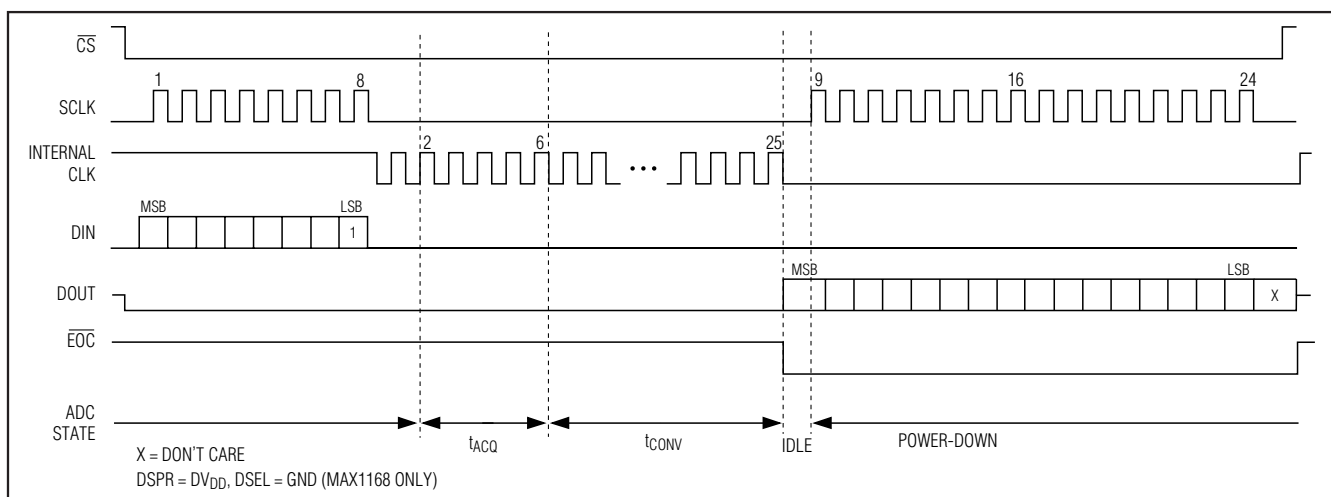 CS
1 8 9 16 24
SCLK
INTERNAL
CLK
2 6 ••• 25
MSB LSB
DIN
1
MSB LSB
DOUT
X
EOC
ADC
STATE
tACQ tCONV IDLE POWER-DOWN
X = DON'T CARE
DSPR = DVDD, DSEL = GND (MAX1168 ONLY)